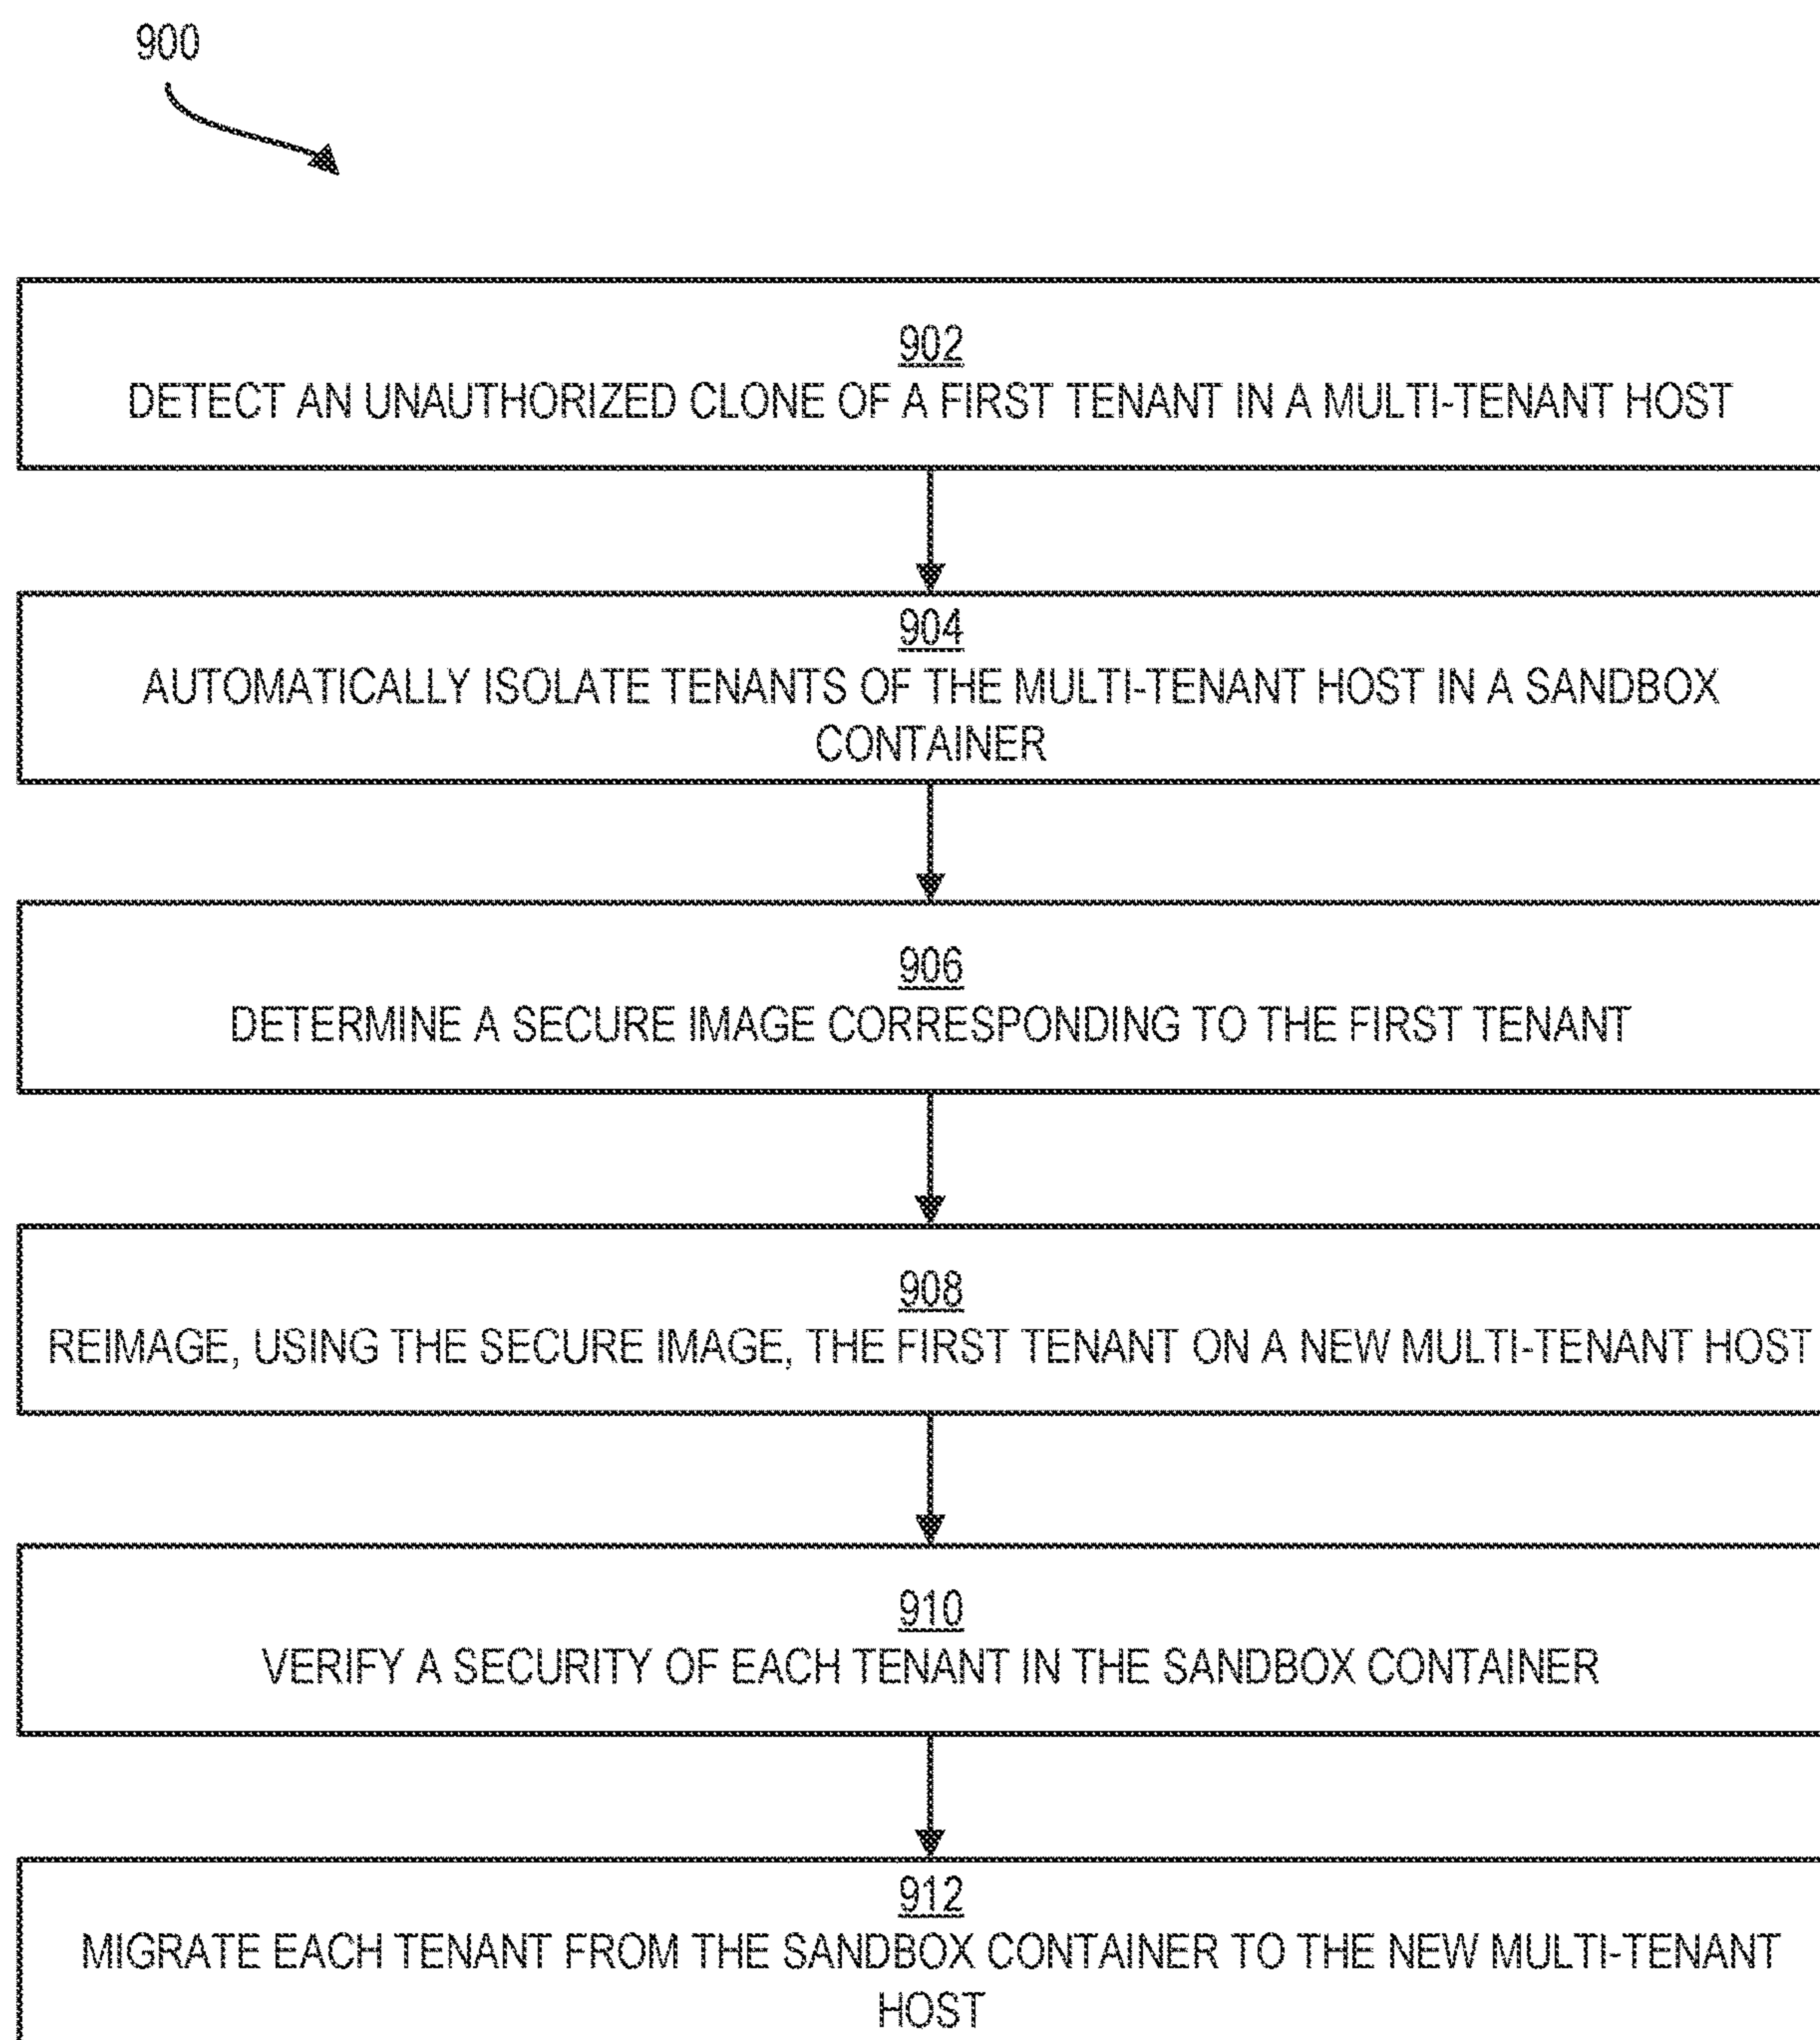 900
902
DETECT AN UNAUTHORIZED CLONE OF A FIRST TENANT IN A MULTI-TENANT HOST
904
AUTOMATICALLY ISOLATE TENANTS OF THE MULTI-TENANT HOST IN A SANDBOX
CONTAINER
906
DETERMINE A SECURE IMAGE CORRESPONDING TO THE FIRST TENANT
908
REIMAGE, USING THE SECURE IMAGE, THE FIRST TENANT ON A NEW MULTI-TENANT HOST
910
VERIFY A SECURITY OF EACH TENANT IN THE SANDBOX CONTAINER
912
MIGRATE EACH TENANT FROM THE SANDBOX CONTAINER TO THE NEW MULTI-TENANT
HOST